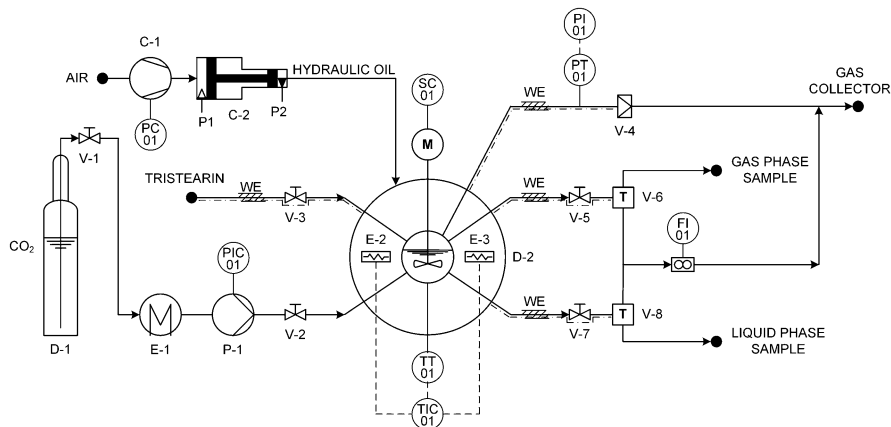 C-1
PI
01
AIR
HYDRAULIC OIL
SC
01
PT
01
GAS
COLLECTOR
P1
C-2
P2
WE
V-4
PC
01
V-1
M
GAS PHASE
SAMPLE
TRISTEARIN
WE
WE
V-3
V-5
T
V-6
FI
01
CO2
E-2
E-3
D-2
PIC
01
WE
T
V-8
D-1
E-1
P-1
V-2
V-7
LIQUID PHASE
SAMPLE
TT
01
TIC
01